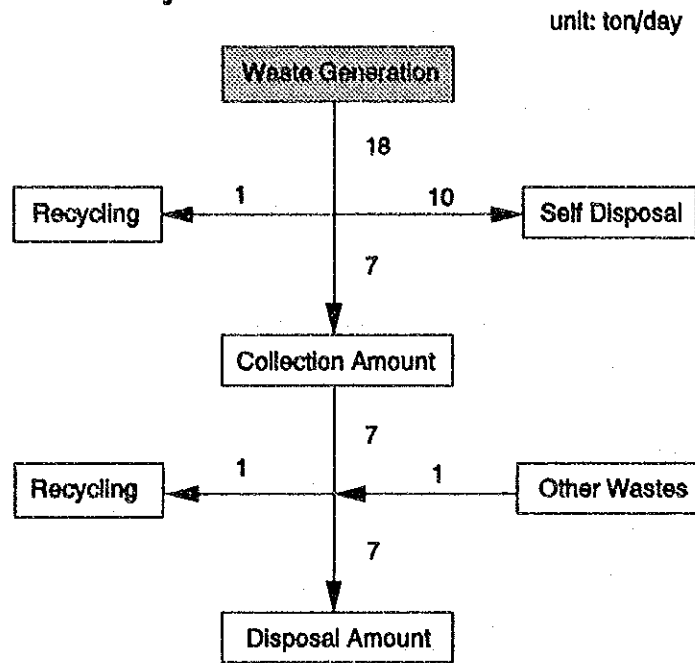 unit: ton/day
Waste Generation
18
Recycling
1
10
Self Disposal
7
Collection Amount
7
Recycling
1
1
Other Wastes
7
Disposal Amount